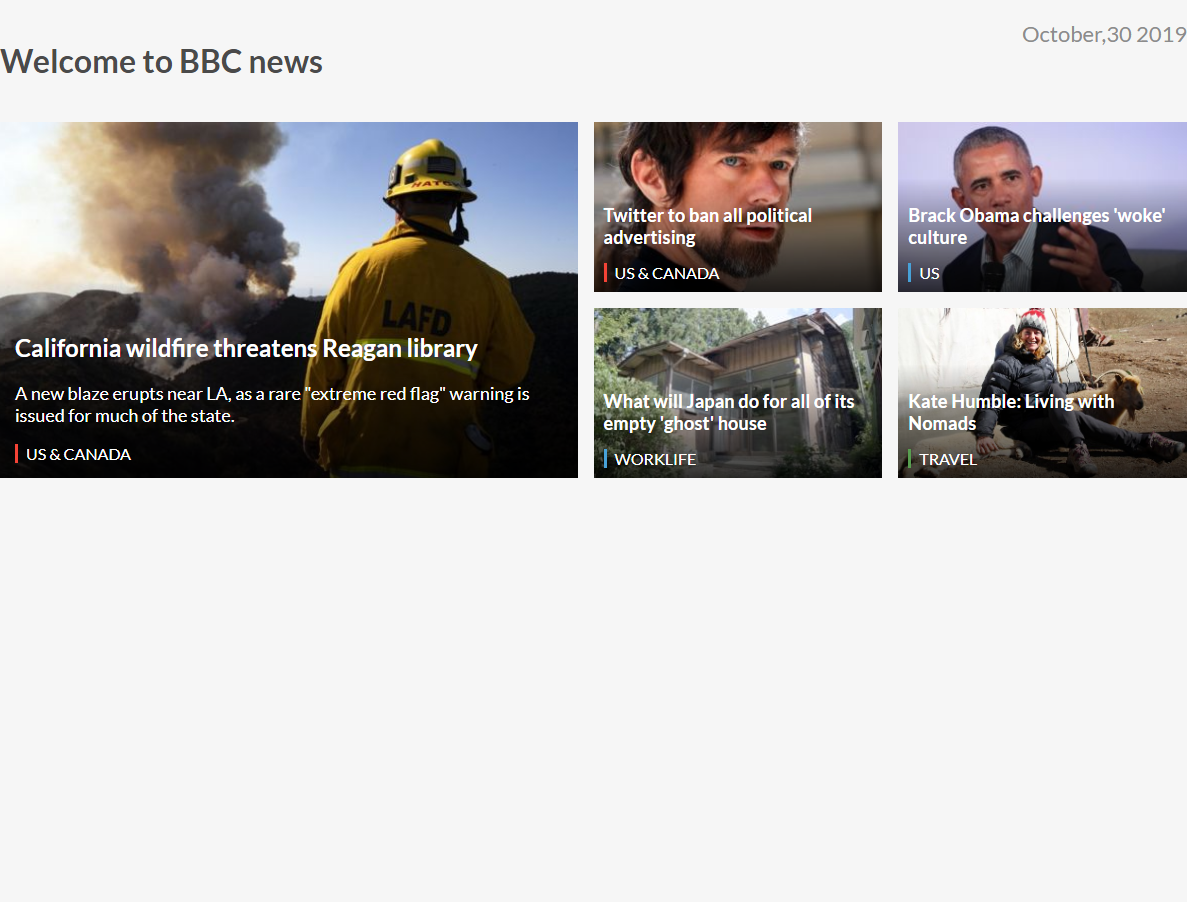 October,30 2019
Welcome to BBC news
HATCH
LAFD
California wildfire threatens Reagan library
A new blaze erupts near LA, as a rare "extreme red flag" warning is
issued for much of the state.
US & CANADA
Twitter to ban all political
advertising
US & CANADA
Brack Obama challenges 'woke'
culture
US
What will Japan do for all of its
empty 'ghost' house
WORKLIFE
Kate Humble: Living with
Nomads
TRAVEL